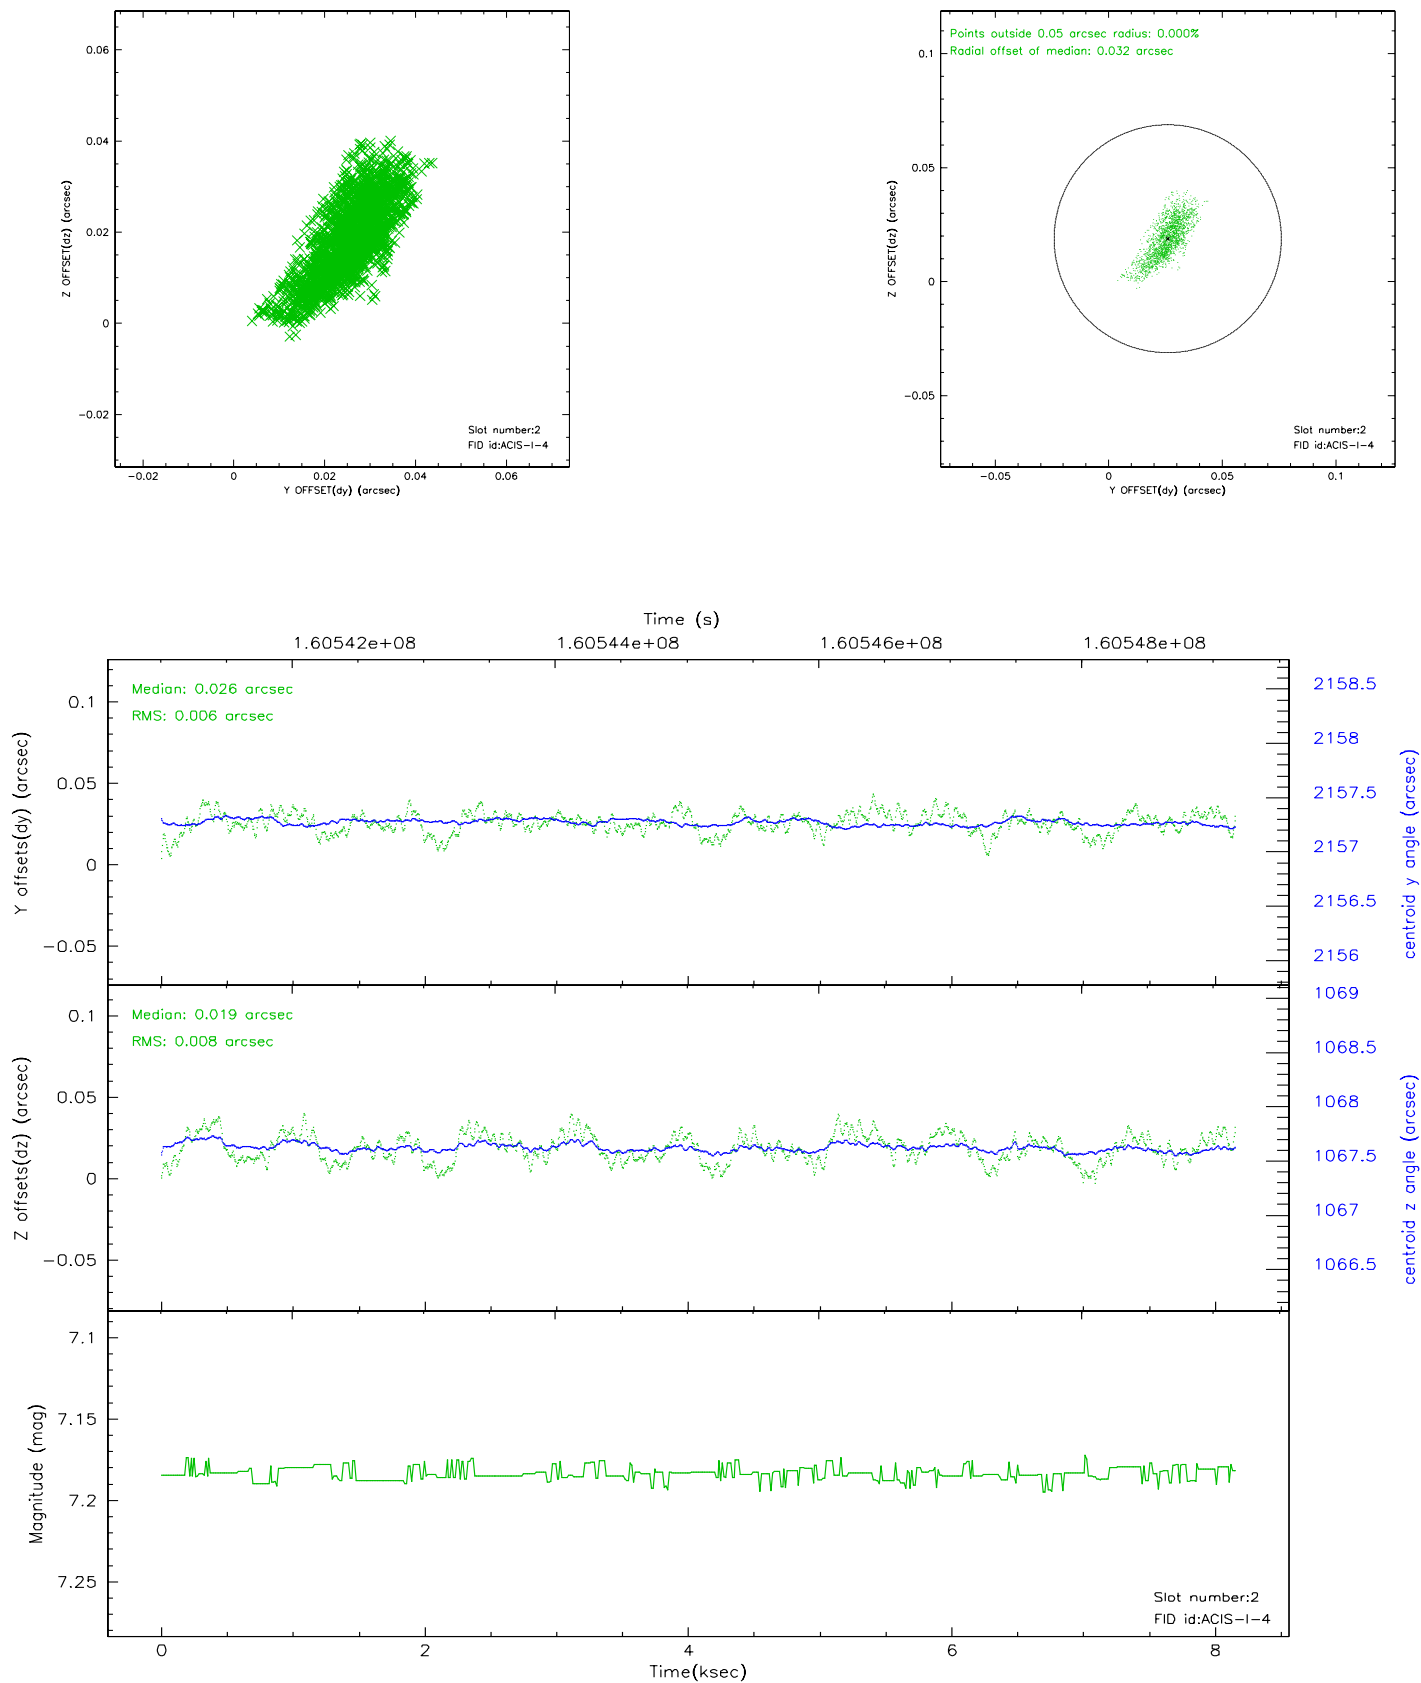 0.06
0.04
0.02
0
−0.02
Z OFFSET(dz) (arcsec)
Slot number:2
FID id:ACIS−I−4
−0.02 0 0.02 0.04 0.06
Y OFFSET(dy) (arcsec)
Points outside 0.05 arcsec radius: 0.000%
Radial offset of median: 0.032 arcsec
0.1
0.05
0
−0.05
Z OFFSET(dz) (arcsec)
Slot number:2
FID id:ACIS−I−4
−0.05 0 0.05 0.1
Y OFFSET(dy) (arcsec)
Time (s)
1.60542e+08 1.60544e+08 1.60546e+08 1.60548e+08
Median: 0.026 arcsec
RMS: 0.006 arcsec
0.1
0.05
0
−0.05
Y offsets(dy) (arcsec)
2158.5
2158
2157.5
2157
2156.5
2156
centroid y angle (arcsec)
Median: 0.019 arcsec
RMS: 0.008 arcsec
0.1
0.05
0
−0.05
Z offsets(dz) (arcsec)
1069
1068.5
1068
1067.5
1067
1066.5
centroid z angle (arcsec)
7.1
7.15
7.2
7.25
Magnitude (mag)
Slot number:2
FID id:ACIS−I−4
0 2 4 6 8
Time(ksec)